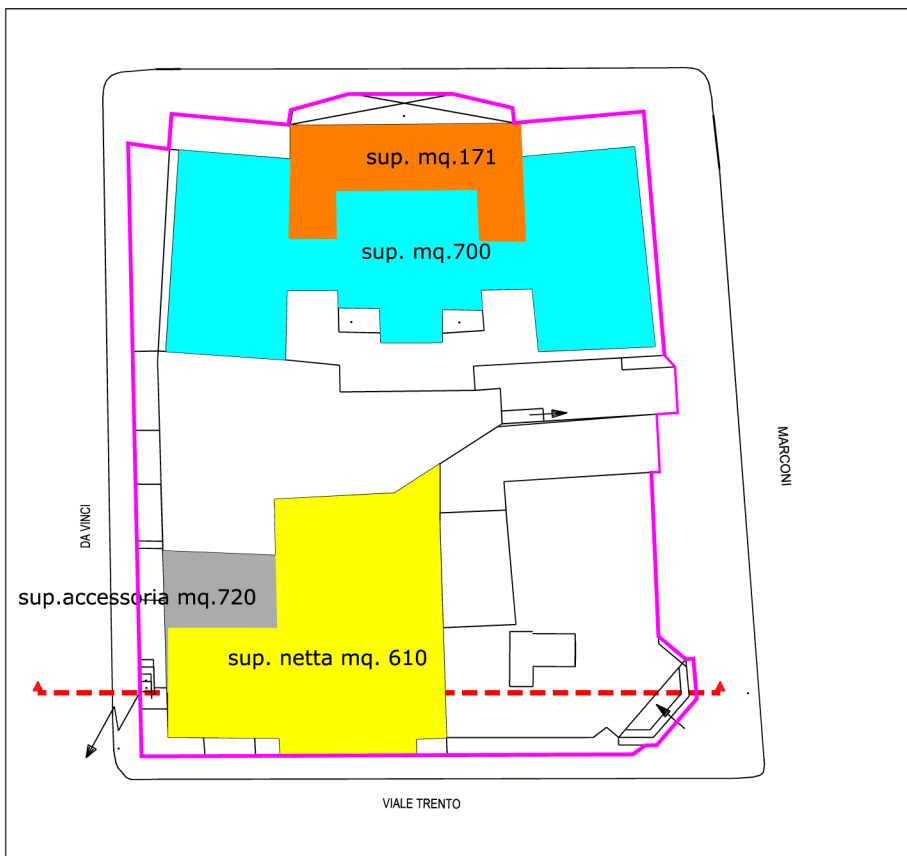 sup. mq.171
sup. mq.700
MARCONI
DA VINCI
sup.accessoria mq.720
sup. netta mq. 610
VIALE TRENTO